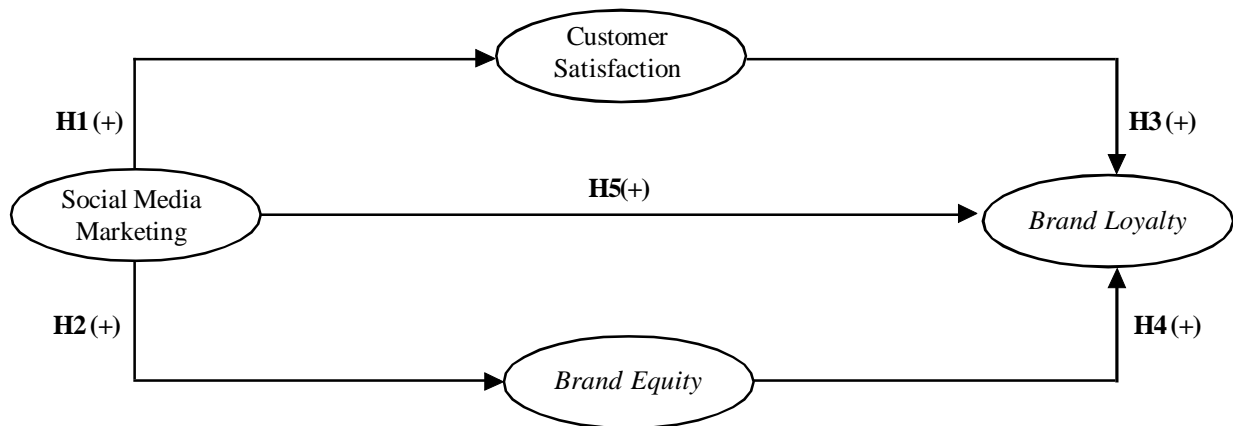 Customer
Satisfaction
H1 (+)
H3 (+)
Social Media
Marketing
H5(+)
Brand Loyalty
H2 (+)
H4 (+)
Brand Equity